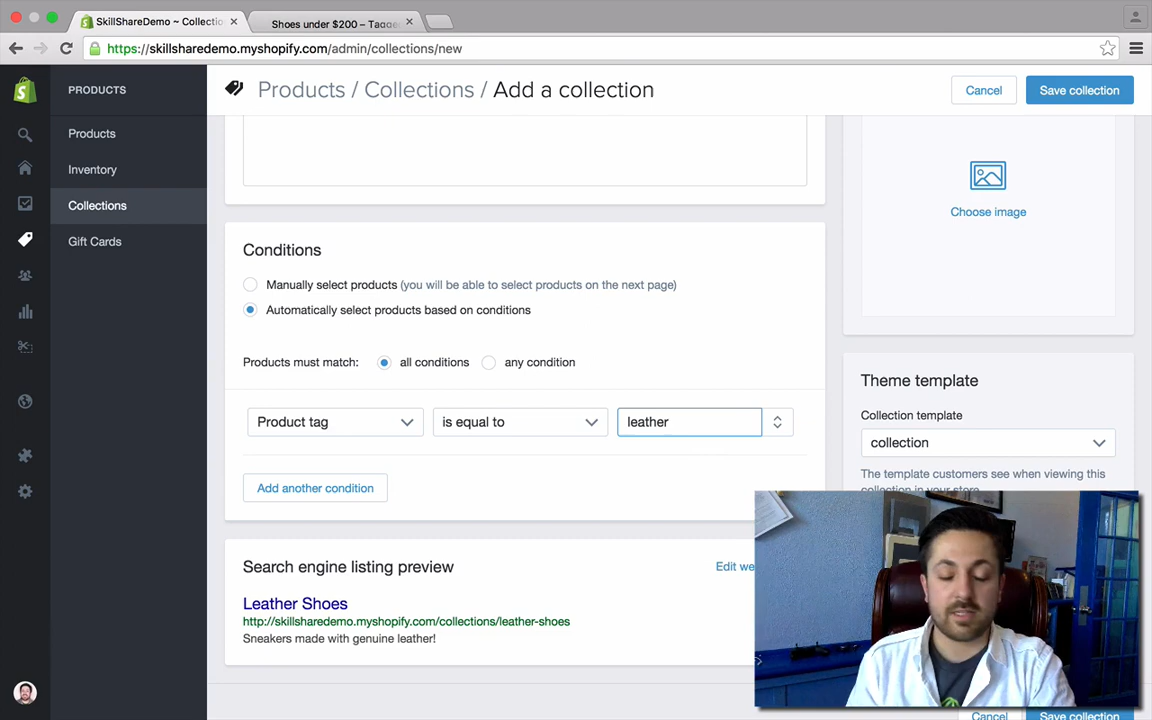 SkillShareDemo ~ Collectio
Shoes under $200 – Tagged
https://skillsharedemo.myshopify.com/admin/collections/new
PRODUCTS
Products / Collections / Add a collection
Cancel
Save collection
Products
Inventory
Collections
Gift Cards
Choose image
Conditions
Manually select products (you will be able to select products on the next page)
Automatically select products based on conditions
Products must match:
all conditions
any condition
Product tag
is equal to
leather
Add another condition
Theme template
Collection template
collection
The template customers see when viewing this
collection in your store.
Search engine listing preview
Edit we
Leather Shoes
http://skillsharedemo.myshopify.com/collections/leather-shoes
Sneakers made with genuine leather!
Cancel
Save collection